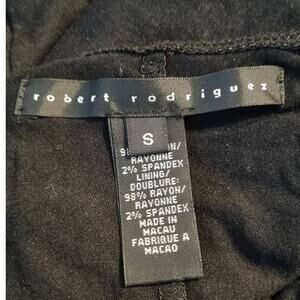 robert rodriguez
S
RAYONNE
2% SPANDEX
LINING/
DOUBLURE:
98% RAYON/
RAYONNE
2% SPANDEX
MADE IN
MACAU
FABRIQUE A
MACAO